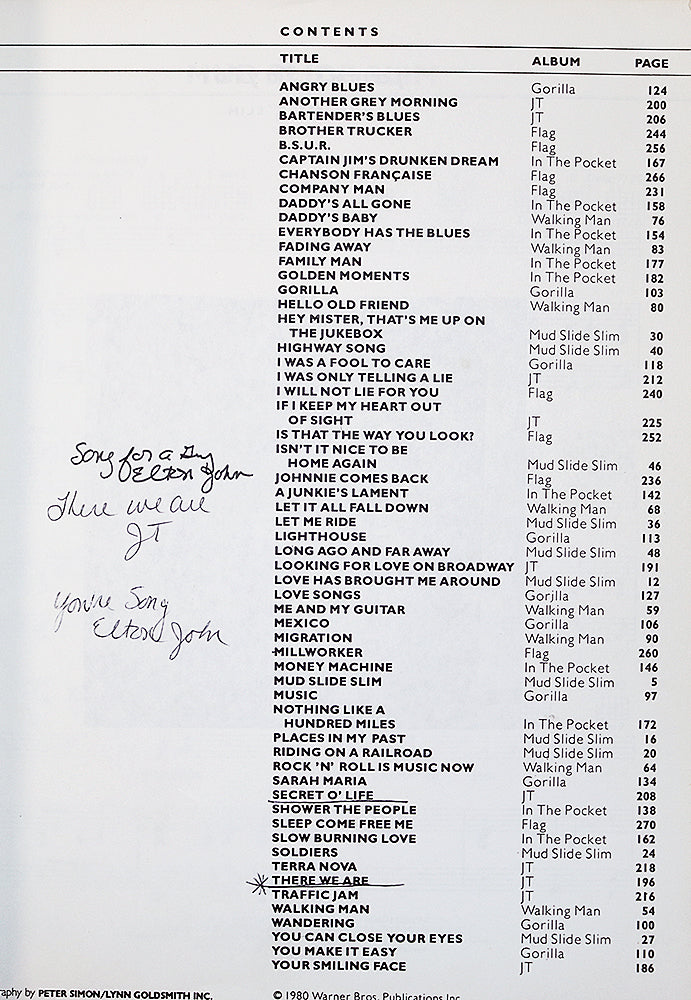 CONTENTS
TITLE ALBUM PAGE
ANGRY BLUES Gorilla 124
ANOTHER GREY MORNING JT 200
BARTENDER'S BLUES JT 206
BROTHER TRUCKER Flag 244
B.S.U.R. Flag 256
CAPTAIN JIM'S DRUNKEN DREAM In The Pocket 167
CHANSON FRANÇAISE Flag 266
COMPANY MAN Flag 231
DADDY'S ALL GONE In The Pocket 158
DADDY'S BABY Walking Man 76
EVERYBODY HAS THE BLUES In The Pocket 154
FADING AWAY Walking Man 83
FAMILY MAN In The Pocket 177
GOLDEN MOMENTS In The Pocket 182
GORILLA Gorilla 103
HELLO OLD FRIEND Walking Man 80
HEY MISTER, THAT'S ME UP ON
THE JUKEBOX Mud Slide Slim 30
HIGHWAY SONG Mud Slide Slim 40
I WAS A FOOL TO CARE Gorilla 118
I WAS ONLY TELLING A LIE JT 212
I WILL NOT LIE FOR YOU Flag 240
IF I KEEP MY HEART OUT
OF SIGHT JT 225
IS THAT THE WAY YOU LOOK? Flag 252
ISN'T IT NICE TO BE
HOME AGAIN Mud Slide Slim 46
JOHNNIE COMES BACK Flag 236
A JUNKIE'S LAMENT In The Pocket 142
LET IT ALL FALL DOWN Walking Man 68
LET ME RIDE Mud Slide Slim 36
LIGHTHOUSE Gorilla 113
LONG AGO AND FAR AWAY Mud Slide Slim 48
LOOKING FOR LOVE ON BROADWAY JT 191
LOVE HAS BROUGHT ME AROUND Mud Slide Slim 12
LOVE SONGS Gorilla 127
ME AND MY GUITAR Walking Man 59
MEXICO Gorilla 106
MIGRATION Walking Man 90
MILLWORKER Flag 260
MONEY MACHINE In The Pocket 146
MUD SLIDE SLIM Mud Slide Slim 5
MUSIC Gorilla 97
NOTHING LIKE A
HUNDRED MILES In The Pocket 172
PLACES IN MY PAST Mud Slide Slim 16
RIDING ON A RAILROAD Mud Slide Slim 20
ROCK 'N' ROLL IS MUSIC NOW Walking Man 64
SARAH MARIA Gorilla 134
SECRET O' LIFE JT 208
SHOWER THE PEOPLE In The Pocket 138
SLEEP COME FREE ME Flag 270
SLOW BURNING LOVE In The Pocket 162
SOLDIERS Mud Slide Slim 24
TERRA NOVA JT 218
THERE WE ARE JT 196
TRAFFIC JAM JT 216
WALKING MAN Walking Man 54
WANDERING Gorilla 100
YOU CAN CLOSE YOUR EYES Mud Slide Slim 27
YOU MAKE IT EASY Gorilla 110
YOUR SMILING FACE JT 186
Song for a Guy
Elton John
There we are
JT
You're Song
Elton John
raphy by PETER SIMON/LYNN GOLDSMITH INC.
© 1980 Warner Bros. Publications Inc